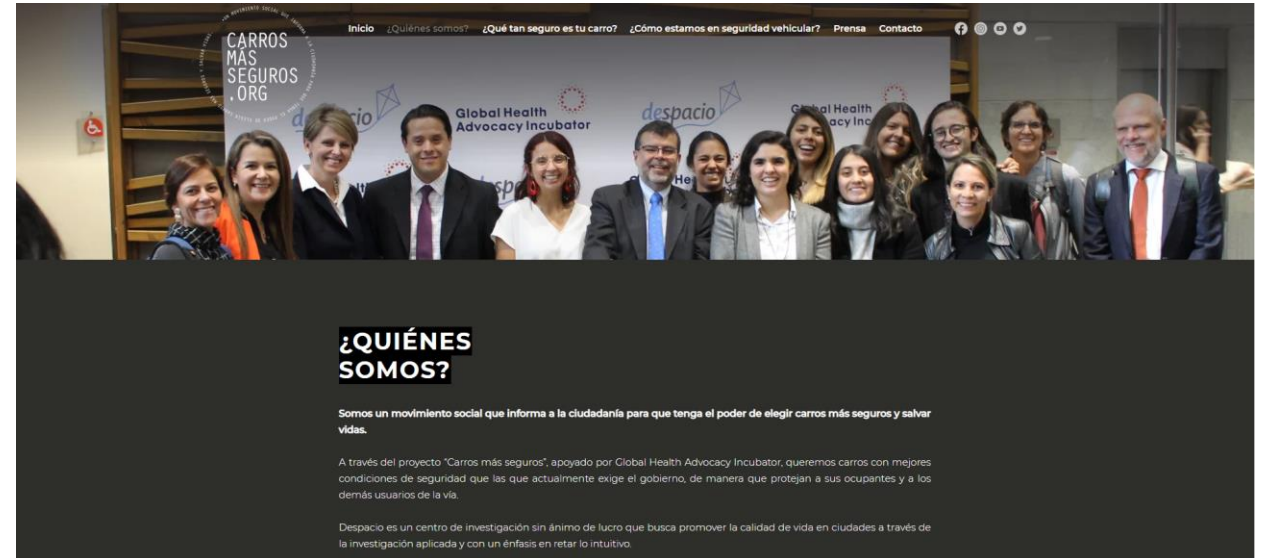 CARROS
MÁS
SEGUROS
.ORG
Inicio ¿Quiénes somos? ¿Qué tan seguro es tu carro? ¿Cómo estamos en seguridad vehicular? Prensa Contacto
despacio
Global Health
Advocacy Incubator
despacio
Global Health
¿QUIÉNES
SOMOS?
Somos un movimiento social que informa a la ciudadanía para que tenga el poder de elegir carros más seguros y salvar
vidas.
A través del proyecto "Carros más seguros", apoyado por Global Health Advocacy Incubator, queremos carros con mejores
condiciones de seguridad que las que actualmente exige el gobierno, de manera que protejan a sus ocupantes y a los
demás usuarios de la vía.
Despacio es un centro de investigación sin ánimo de lucro que busca promover la calidad de vida en ciudades a través de
la investigación aplicada y con un énfasis en retar lo intuitivo.